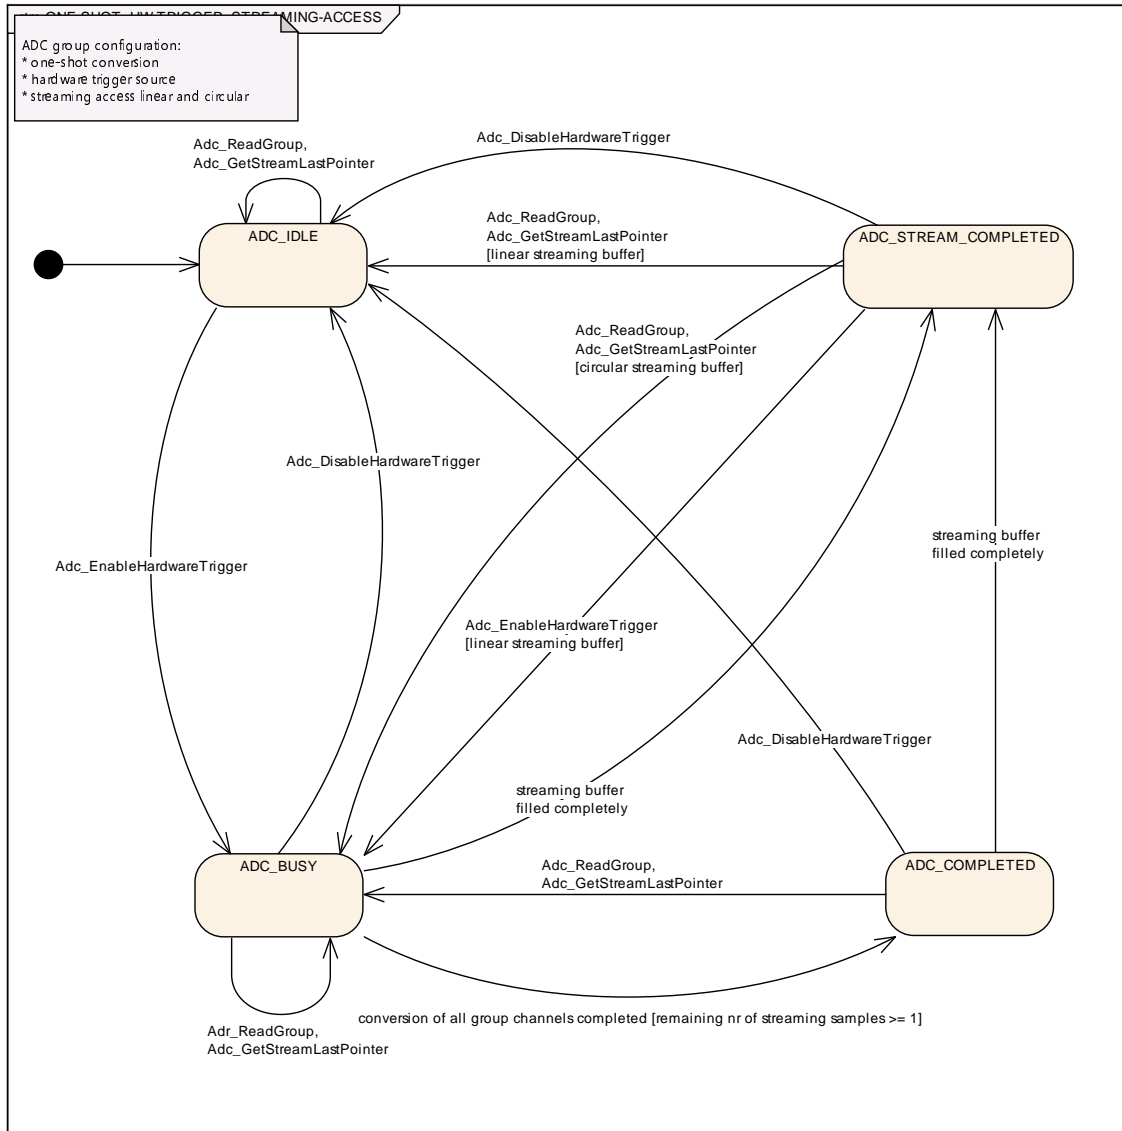 MING-ACCESS
ADC group configuration:
* one-shot conversion
* hardware trigger source
* streaming access linear and circular
Adc_ReadGroup,
Adc_GetStreamLastPointer
Adc_DisableHardwareTrigger
ADC_IDLE
Adc_ReadGroup,
Adc_GetStreamLastPointer
[linear streaming buffer]
ADC_STREAM_COMPLETED
Adc_ReadGroup,
Adc_GetStreamLastPointer
[circular streaming buffer]
Adc_DisableHardwareTrigger
Adc_EnableHardwareTrigger
streaming buffer
filled completely
Adc_EnableHardwareTrigger
[linear streaming buffer]
Adc_DisableHardwareTrigger
streaming buffer
filled completely
ADC_BUSY
Adc_ReadGroup,
Adc_GetStreamLastPointer
ADC_COMPLETED
conversion of all group channels completed [remaining nr of streaming samples >= 1]
Adr_ReadGroup,
Adc_GetStreamLastPointer